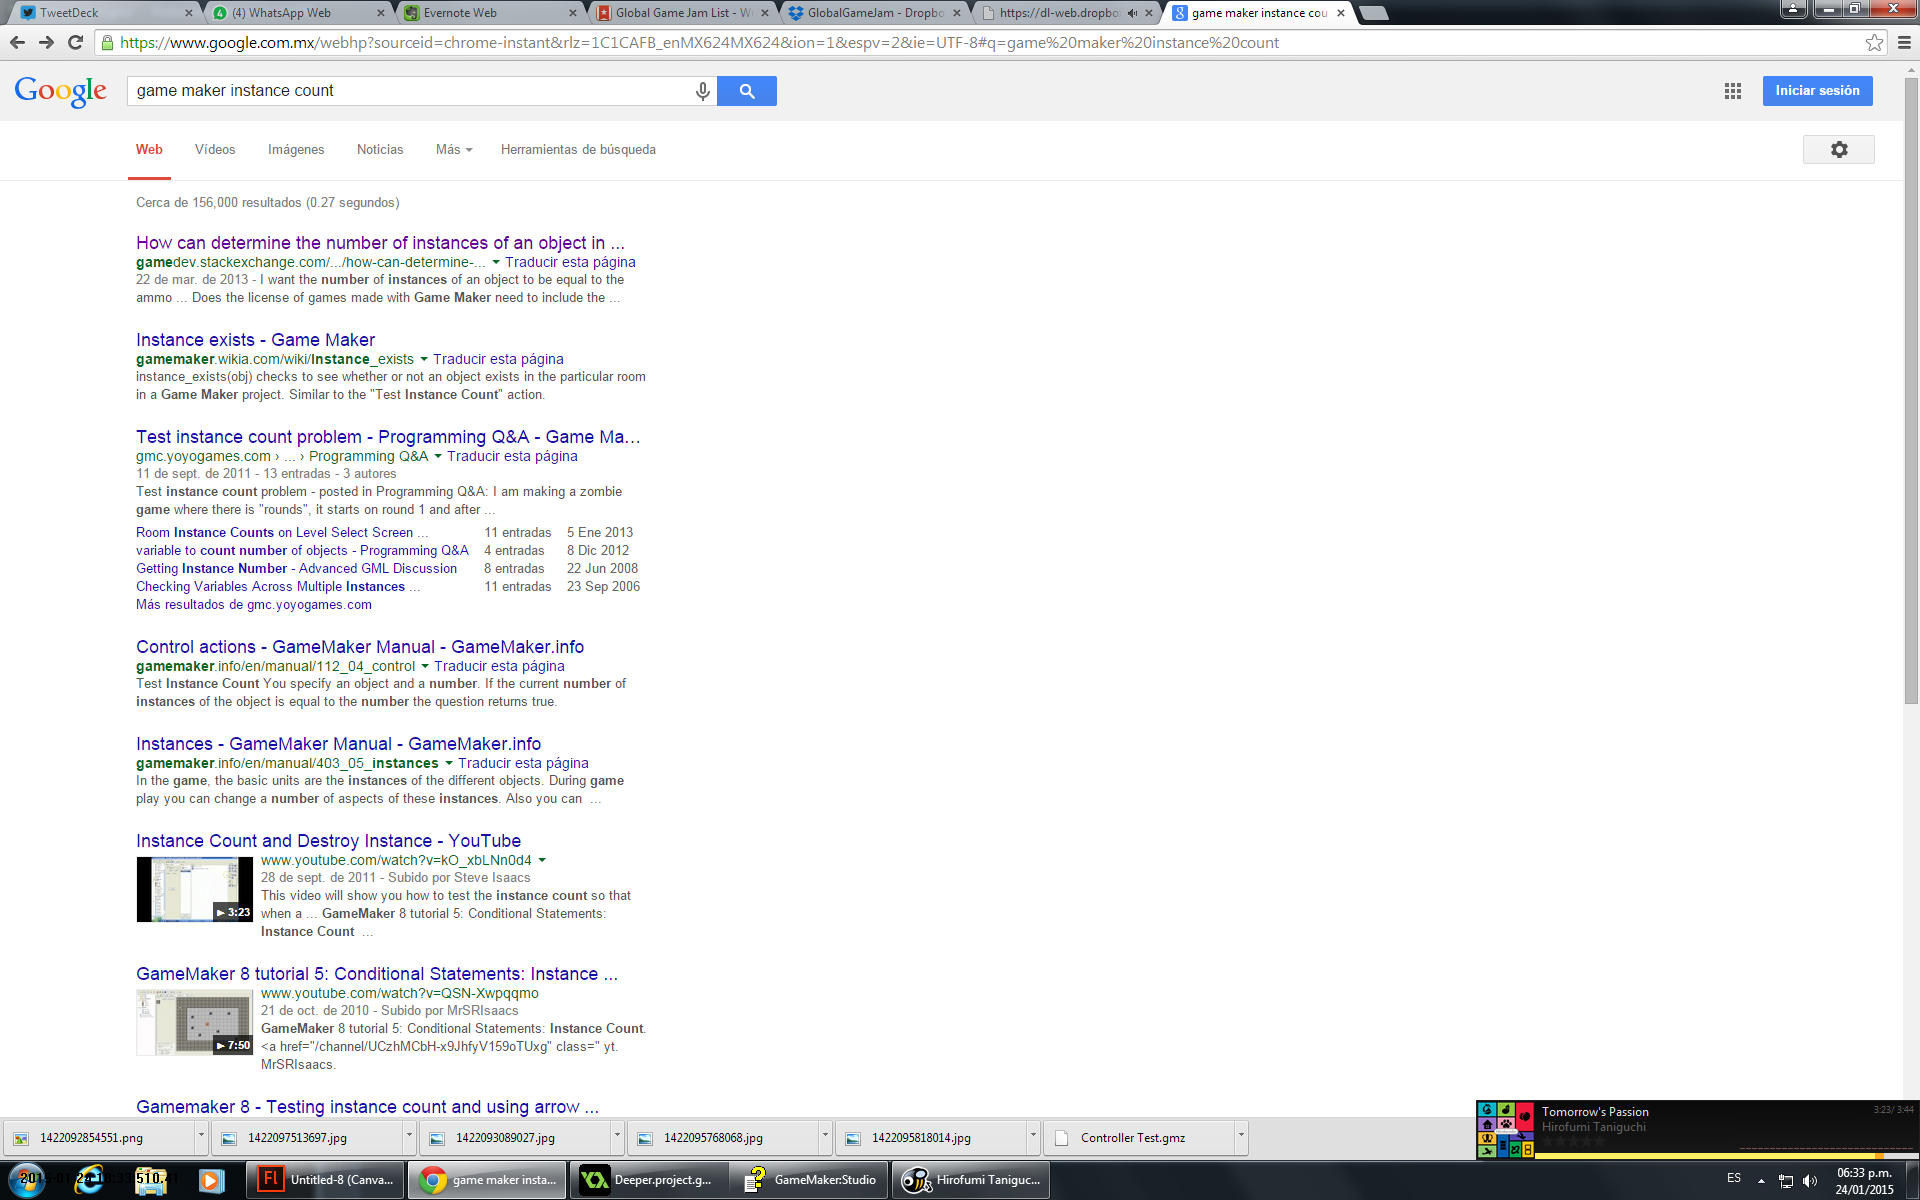 TweetDeck
(4) WhatsApp Web
Evernote Web
Global Game Jam List - W
GlobalGameJam - Dropbo
https://dl-web.dropbo
game maker instance cou
https://www.google.com.mx/webhp?sourceid=chrome-instant&rlz=1C1CAFB_enMX624MX624&ion=1&espv=2&ie=UTF-8#q=game%20maker%20instance%20count
Google
game maker instance count
Iniciar sesión
Web
Vídeos
Imágenes
Noticias
Más
Herramientas de búsqueda
Cerca de 156,000 resultados (0.27 segundos)
How can determine the number of instances of an object in ...
gamedev.stackexchange.com/.../how-can-determine-... Traducir esta página
22 de mar. de 2013 - I want the number of instances of an object to be equal to the
ammo ... Does the license of games made with Game Maker need to include the ...
Instance exists - Game Maker
gamemaker.wikia.com/wiki/Instance_exists Traducir esta página
instance_exists(obj) checks to see whether or not an object exists in the particular room
in a Game Maker project. Similar to the "Test Instance Count" action.
Test instance count problem - Programming Q&A - Game Ma...
gmc.yoyogames.com › ... › Programming Q&A Traducir esta página
11 de sept. de 2011 - 13 entradas - 3 autores
Test instance count problem - posted in Programming Q&A: I am making a zombie
game where there is "rounds", it starts on round 1 and after ...
Room Instance Counts on Level Select Screen ... 11 entradas 5 Ene 2013
variable to count number of objects - Programming Q&A 4 entradas 8 Dic 2012
Getting Instance Number - Advanced GML Discussion 8 entradas 22 Jun 2008
Checking Variables Across Multiple Instances ... 11 entradas 23 Sep 2006
Más resultados de gmc.yoyogames.com
Control actions - GameMaker Manual - GameMaker.info
gamemaker.info/en/manual/112_04_control Traducir esta página
Test Instance Count You specify an object and a number. If the current number of
instances of the object is equal to the number the question returns true.
Instances - GameMaker Manual - GameMaker.info
gamemaker.info/en/manual/403_05_instances Traducir esta página
In the game, the basic units are the instances of the different objects. During game
play you can change a number of aspects of these instances. Also you can ...
Instance Count and Destroy Instance - YouTube
www.youtube.com/watch?v=kO_xbLNn0d4
28 de sept. de 2011 - Subido por Steve Isaacs
This video will show you how to test the instance count so that
when a ... GameMaker 8 tutorial 5: Conditional Statements:
Instance Count ...
3:23
GameMaker 8 tutorial 5: Conditional Statements: Instance ...
www.youtube.com/watch?v=QSN-Xwpqqmo
21 de oct. de 2010 - Subido por MrSRIsaacs
GameMaker 8 tutorial 5: Conditional Statements: Instance Count.
<a href="/channel/UCzhMCbH-x9JhfyV159oTUxg" class=" yt.
MrSRIsaacs.
7:50
Gamemaker 8 - Testing instance count and using arrow ...
Tomorrow's Passion
Hirofumi Taniguchi
3:23/ 3:44
1422092854551.png
1422097513697.jpg
1422093089027.jpg
1422095768068.jpg
1422095818014.jpg
Controller Test.gmz
Untitled-8 (Canva...
game maker insta...
Deeper.project.g...
GameMaker:Studio
Hirofumi Taniguc...
ES
06:33 p.m.
24/01/2015